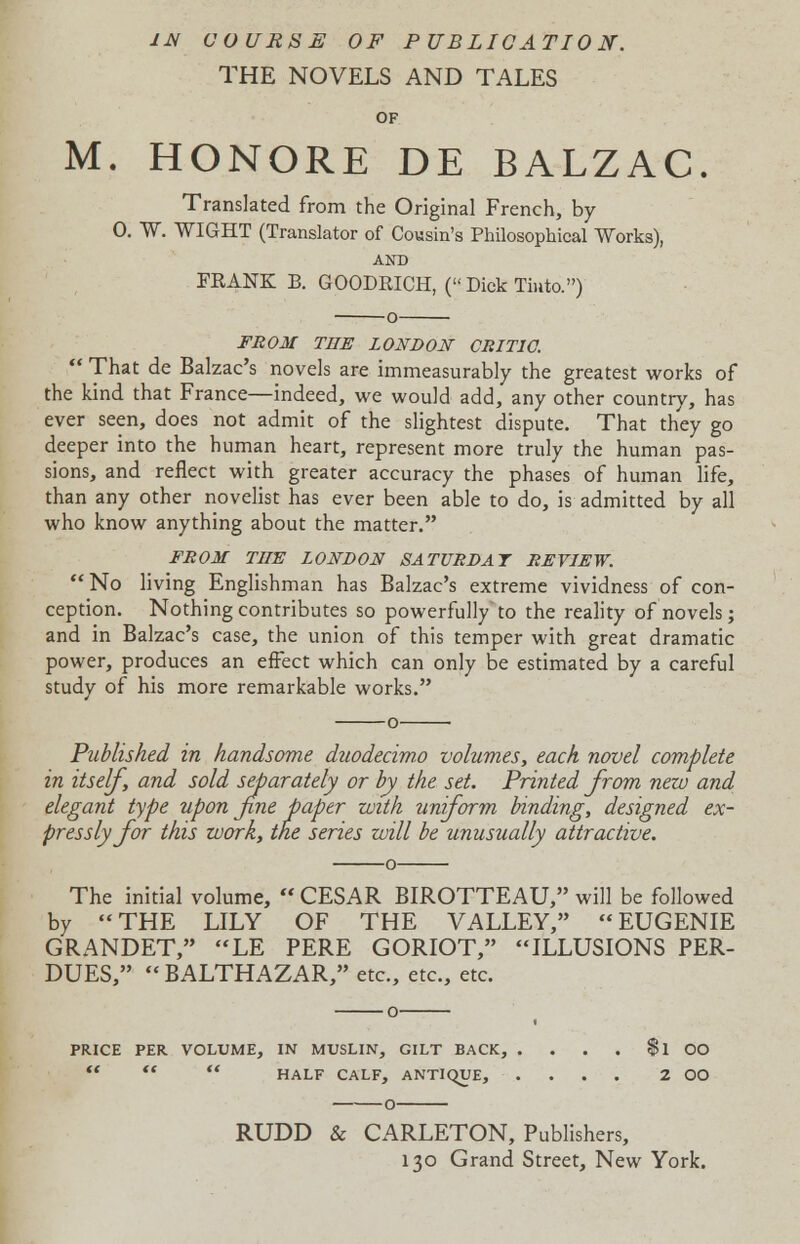 IN COURSE OF PUBLICATION.
THE NOVELS AND TALES
OF
M. HONORE DE BALZAC.
Translated from the Original French, by
O. W. WIGHT (Translator of Cousin's Philosophical Works),
AND
FRANK B. GOODRICH, ("Dick Tinto.")
——o——
FROM THE LONDON CRITIC.
"That de Balzac's novels are immeasurably the greatest works of
the kind that France—indeed, we would add, any other country, has
ever seen, does not admit of the slightest dispute. That they go
deeper into the human heart, represent more truly the human pas-
sions, and reflect with greater accuracy the phases of human life,
than any other novelist has ever been able to do, is admitted by all
who know anything about the matter."
FROM THE LONDON SATURDAY REVIEW.
"No living Englishman has Balzac's extreme vividness of con-
ception. Nothing contributes so powerfully to the reality of novels;
and in Balzac's case, the union of this temper with great dramatic
power, produces an effect which can only be estimated by a careful
study of his more remarkable works."
——o——
Published in handsome duodecimo volumes, each novel complete
in itself, and sold separately or by the set. Printed from new and
elegant type upon fine paper with uniform binding, designed ex-
pressly for this work, the series will be unusually attractive.
——o——
The initial volume, "CESAR BIROTTEAU," will be followed
by "THE LILY OF THE VALLEY," "EUGENIE
GRANDET," "LE PERE GORIOT," "ILLUSIONS PER-
DUES," "BALTHAZAR," etc., etc., etc.
——o——
PRICE PER VOLUME, IN MUSLIN, GILT BACK, . . . . $1 00
" " " HALF CALF, ANTIQUE, . . . . 2 00
——o——
RUDD & CARLETON, Publishers,
130 Grand Street, New York.